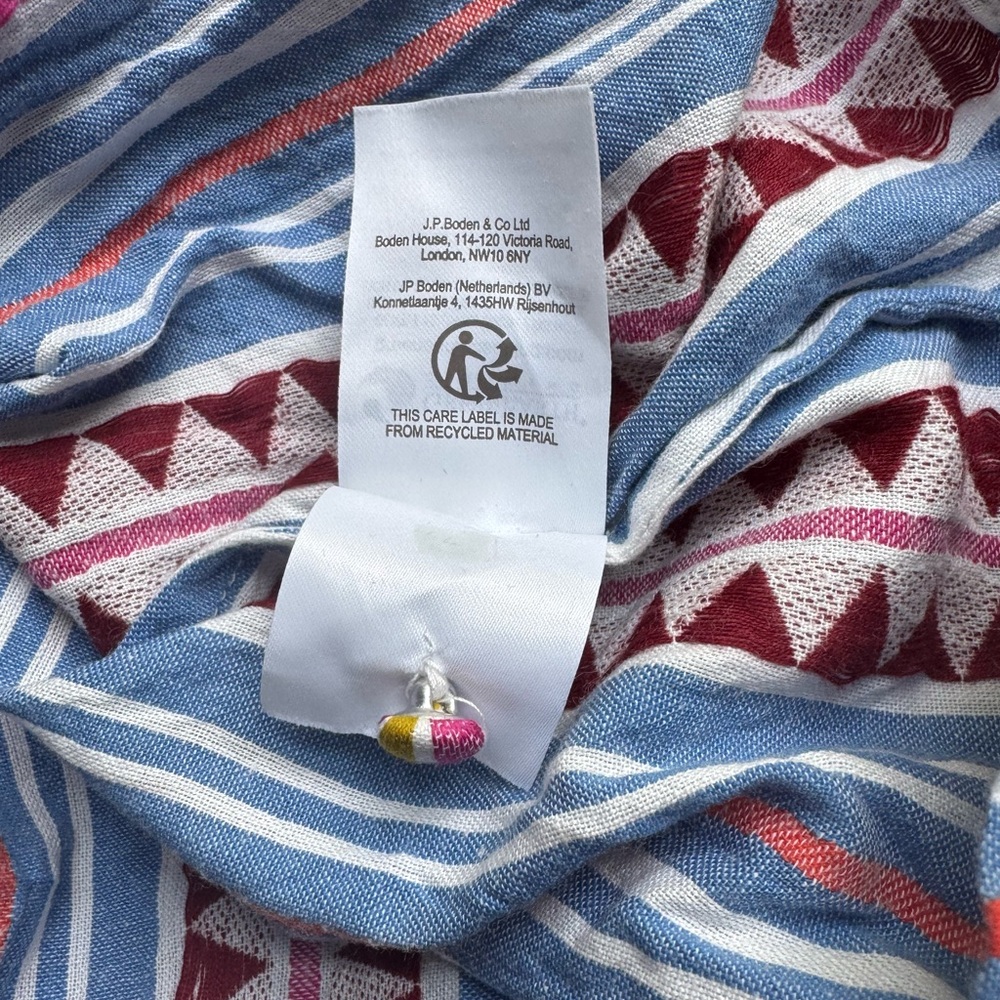 J.P.Boden & Co Ltd
Boden House, 114-120 Victoria Road,
London, NW10 6NY
JP Boden (Netherlands) BV
Konnetlaantje 4, 1435HW Rijsenhout
THIS CARE LABEL IS MADE
FROM RECYCLED MATERIAL